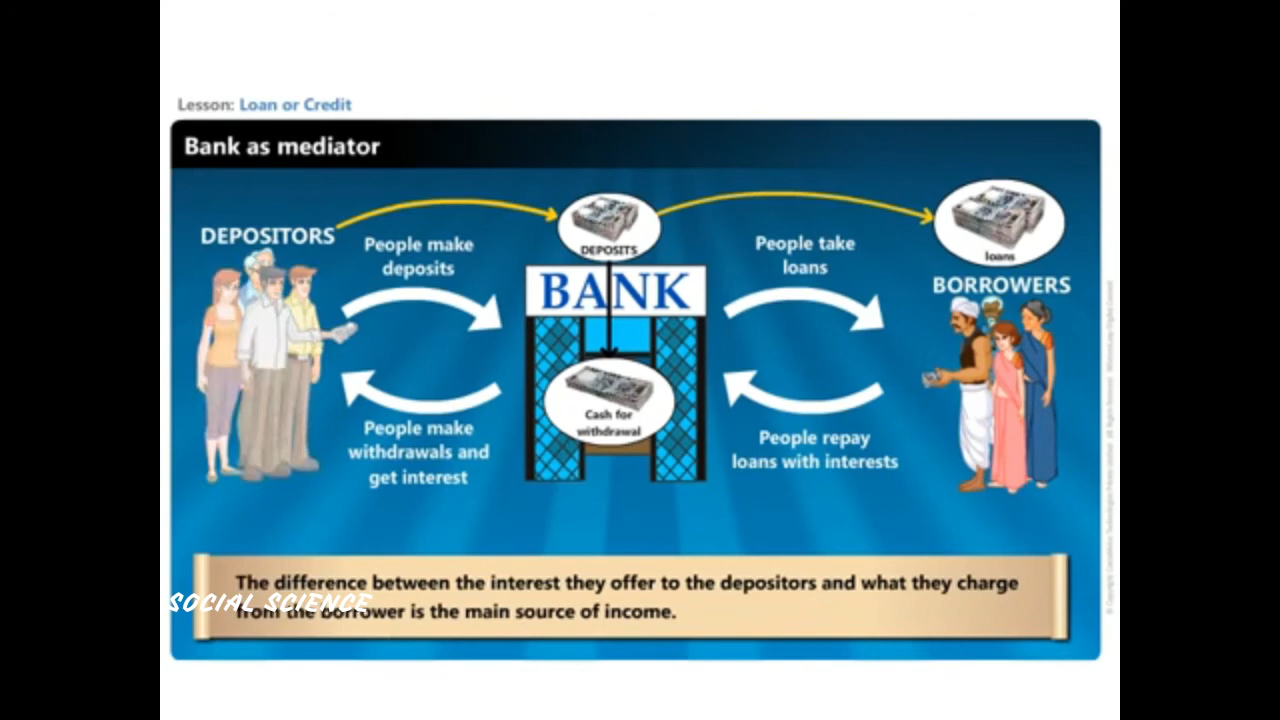 Lesson: Loan or Credit
Bank as mediator
DEPOSITORS
People make
deposits
DEPOSITS
People take
loans
loans
BORROWERS
BANK
Cash for
withdrawal
People make
withdrawals and
get interest
People repay
loans with interests
The difference between the interest they offer to the depositors and what they charge
from the borrower is the main source of income.
SOCIAL SCIENCE